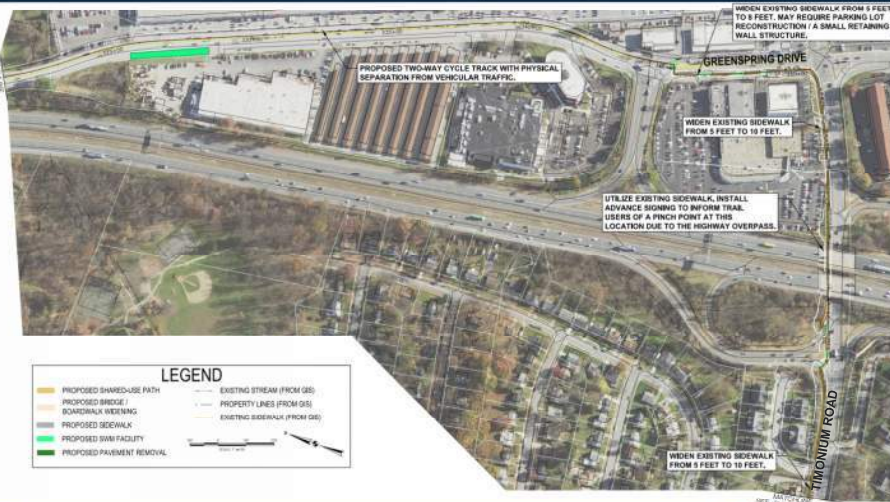 WIDEN EXISTING SIDEWALK FROM 5 FEET
TO 8 FEET. MAY REQUIRE PARKING LOT
RECONSTRUCTION / A SMALL RETAINING
WALL STRUCTURE.
GREENSPRING DRIVE
PROPOSED TWO-WAY CYCLE TRACK WITH PHYSICAL
SEPARATION FROM VEHICULAR TRAFFIC.
WIDEN EXISTING SIDEWALK
FROM 5 FEET TO 10 FEET.
UTILIZE EXISTING SIDEWALK, INSTALL
ADVANCE SIGNING TO INFORM TRAIL
USERS OF A PINCH POINT AT THIS
LOCATION DUE TO THE HIGHWAY OVERPASS.
LEGEND
PROPOSED SHARED-USE PATH
PROPOSED BRIDGE /
BOARDWALK WIDENING
PROPOSED SIDEWALK
PROPOSED SWM FACILITY
PROPOSED PAVEMENT REMOVAL
EXISTING STREAM (FROM GIS)
PROPERTY LINES (FROM GIS)
EXISTING SIDEWALK (FROM GIS)
WIDEN EXISTING SIDEWALK
FROM 5 FEET TO 10 FEET.
TIMONIUM ROAD